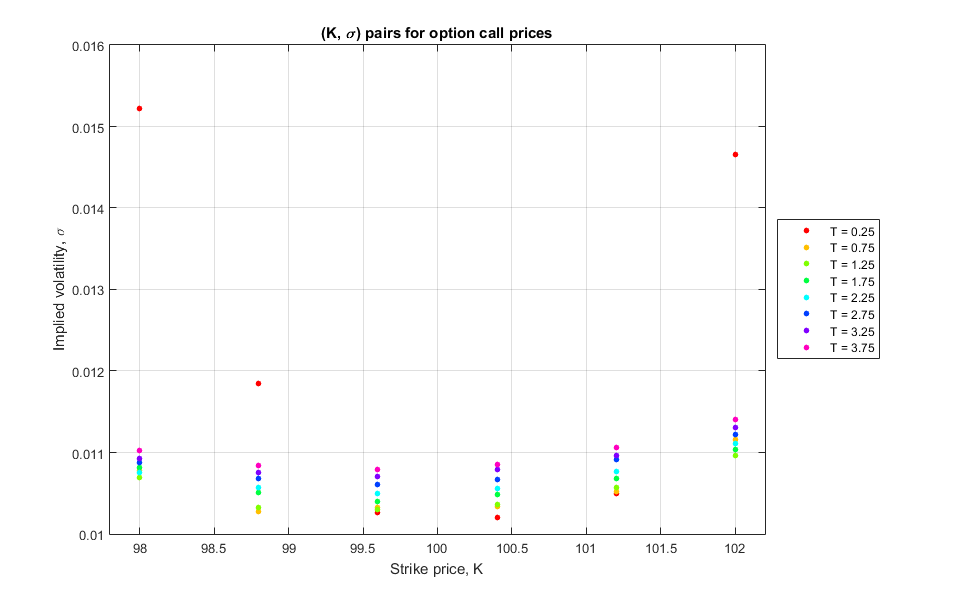 (K, σ) pairs for option call prices
0.016
0.015
0.014
0.013
0.012
0.011
0.01
Implied volatility, σ
98
98.5
99
99.5
100
100.5
101
101.5
102
Strike price, K
T = 0.25
T = 0.75
T = 1.25
T = 1.75
T = 2.25
T = 2.75
T = 3.25
T = 3.75